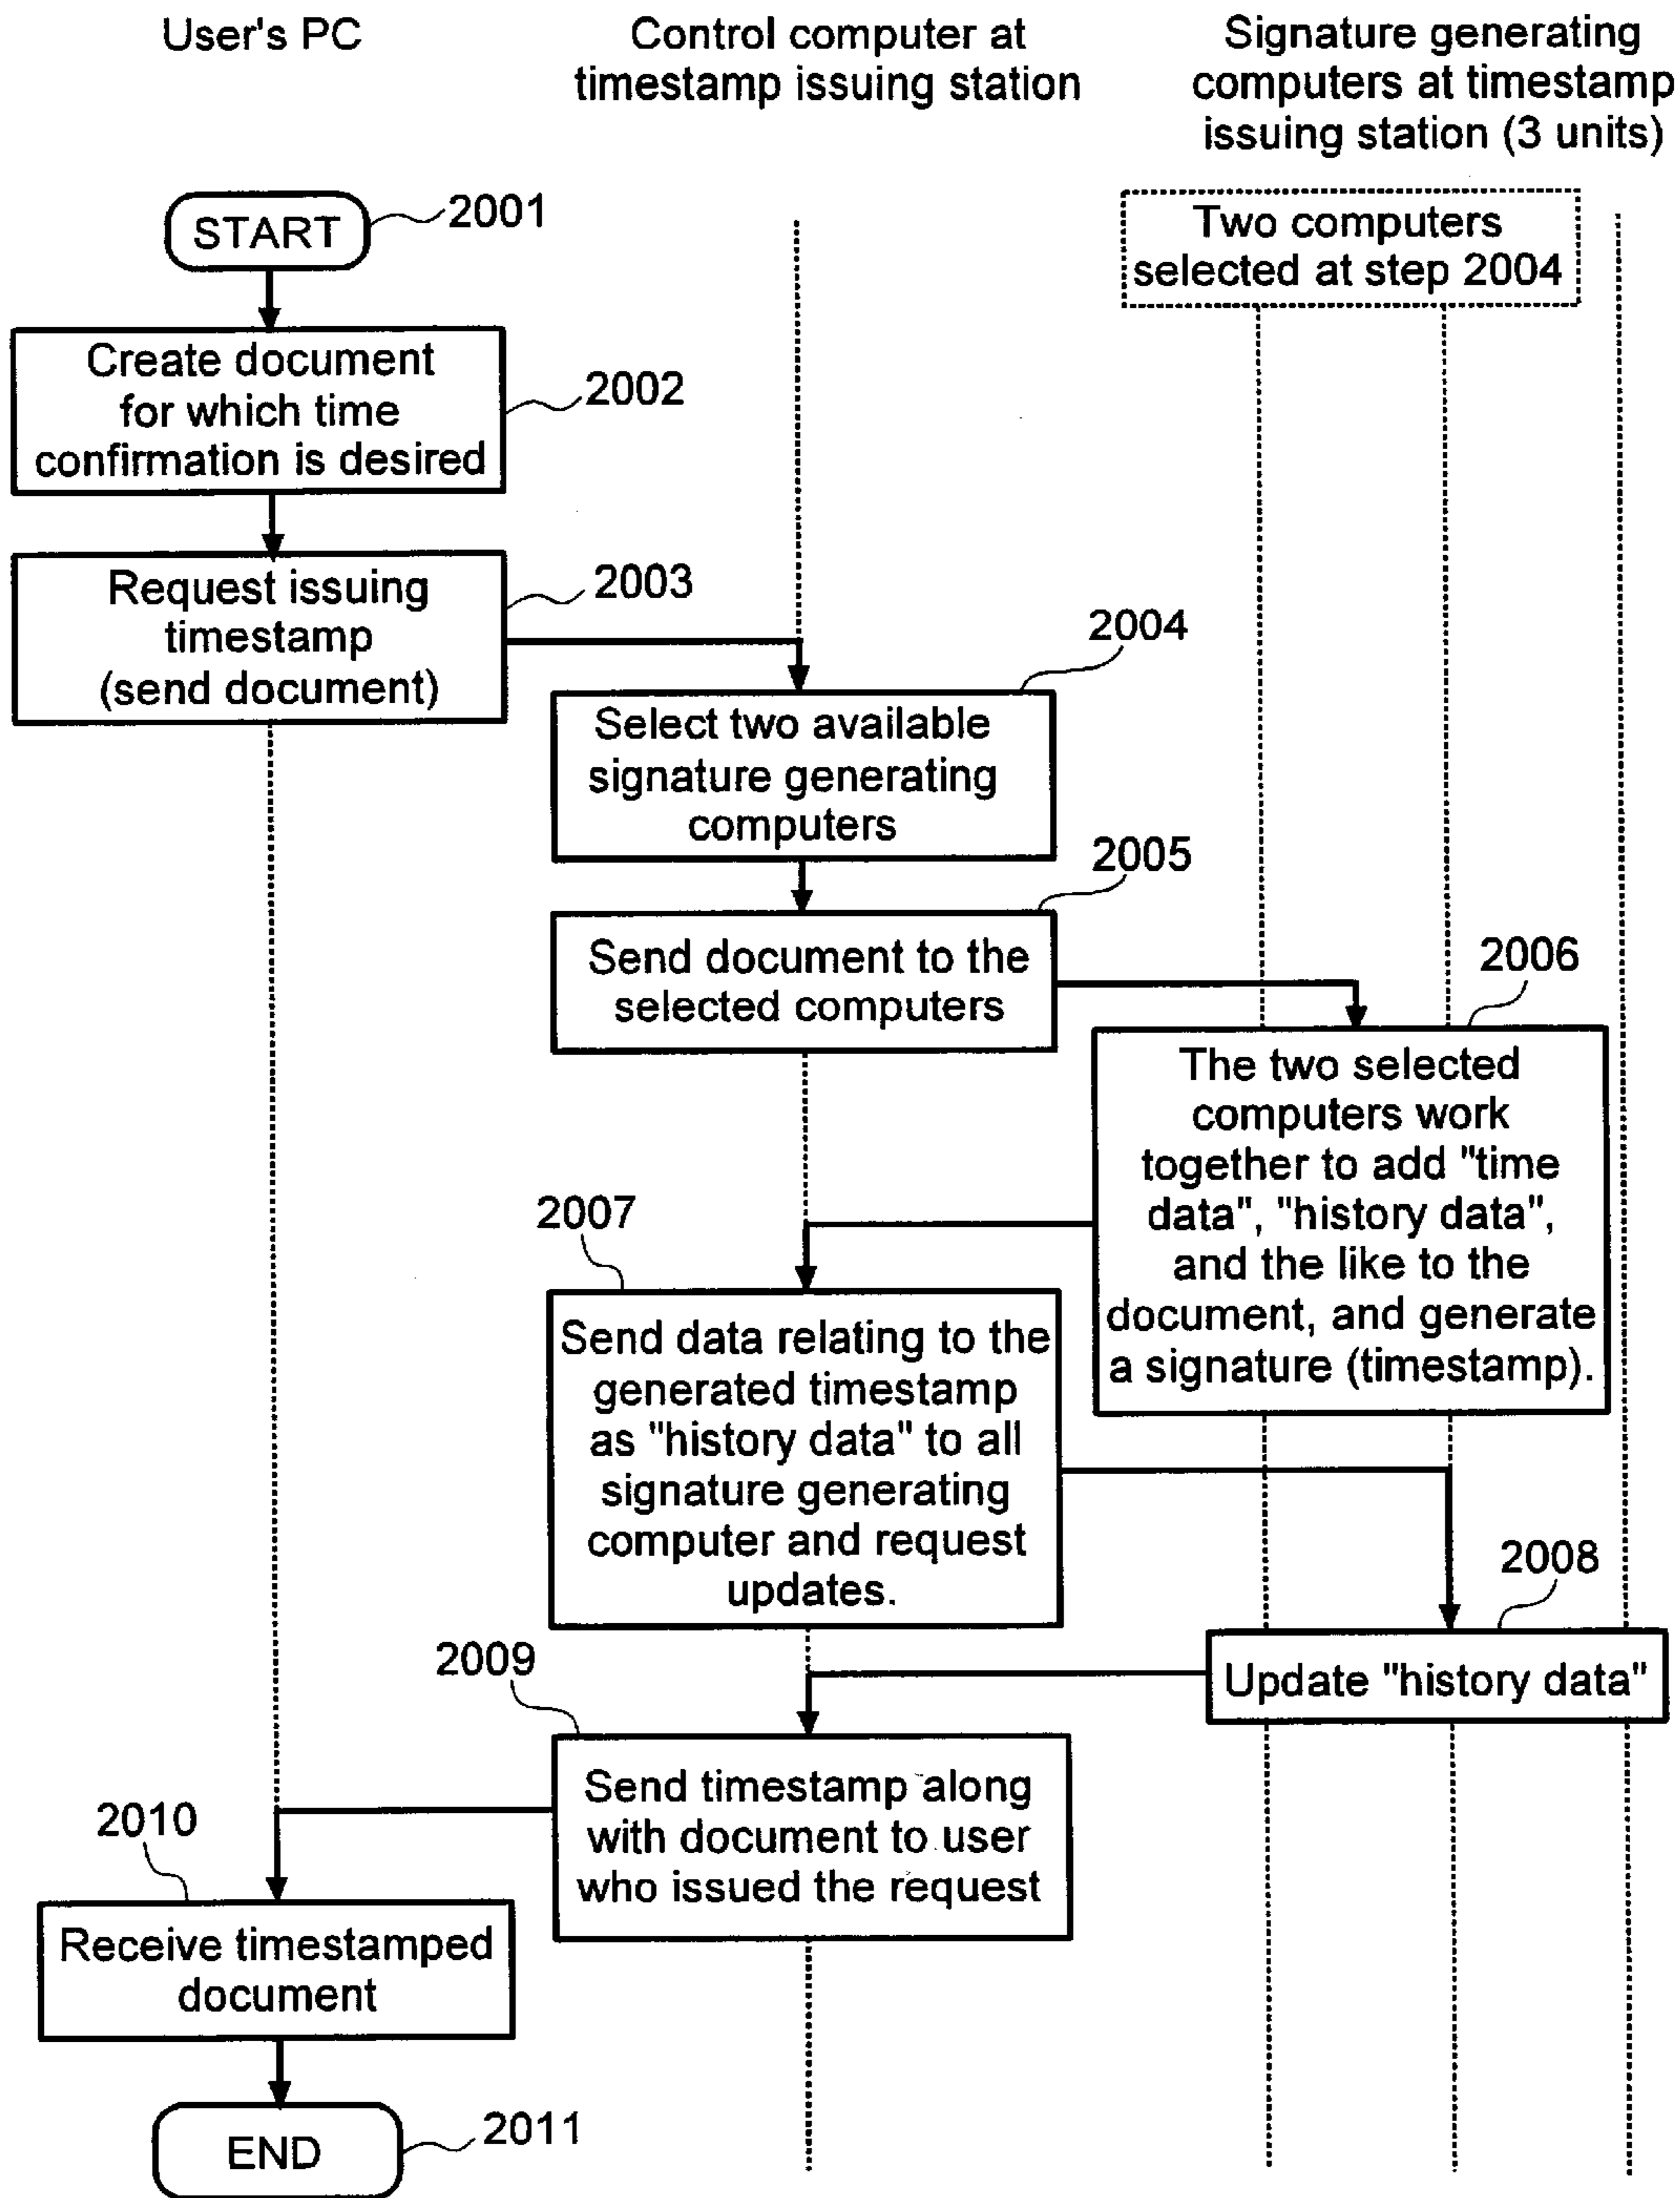 User's PC
Control computer at
timestamp issuing station
Signature generating
computers at timestamp
issuing station (3 units)
START
2001
Two computers
selected at step 2004
Create document
for which time
confirmation is desired
2002
Request issuing
timestamp
(send document)
2003
2004
Select two available
signature generating
computers
2005
Send document to the
selected computers
2006
The two selected
computers work
together to add "time
data", "history data",
and the like to the
document, and generate
a signature (timestamp).
2007
Send data relating to the
generated timestamp
as "history data" to all
signature generating
computer and request
updates.
2008
Update "history data"
2009
Send timestamp along
with document to user
who issued the request
2010
Receive timestamped
document
END
2011